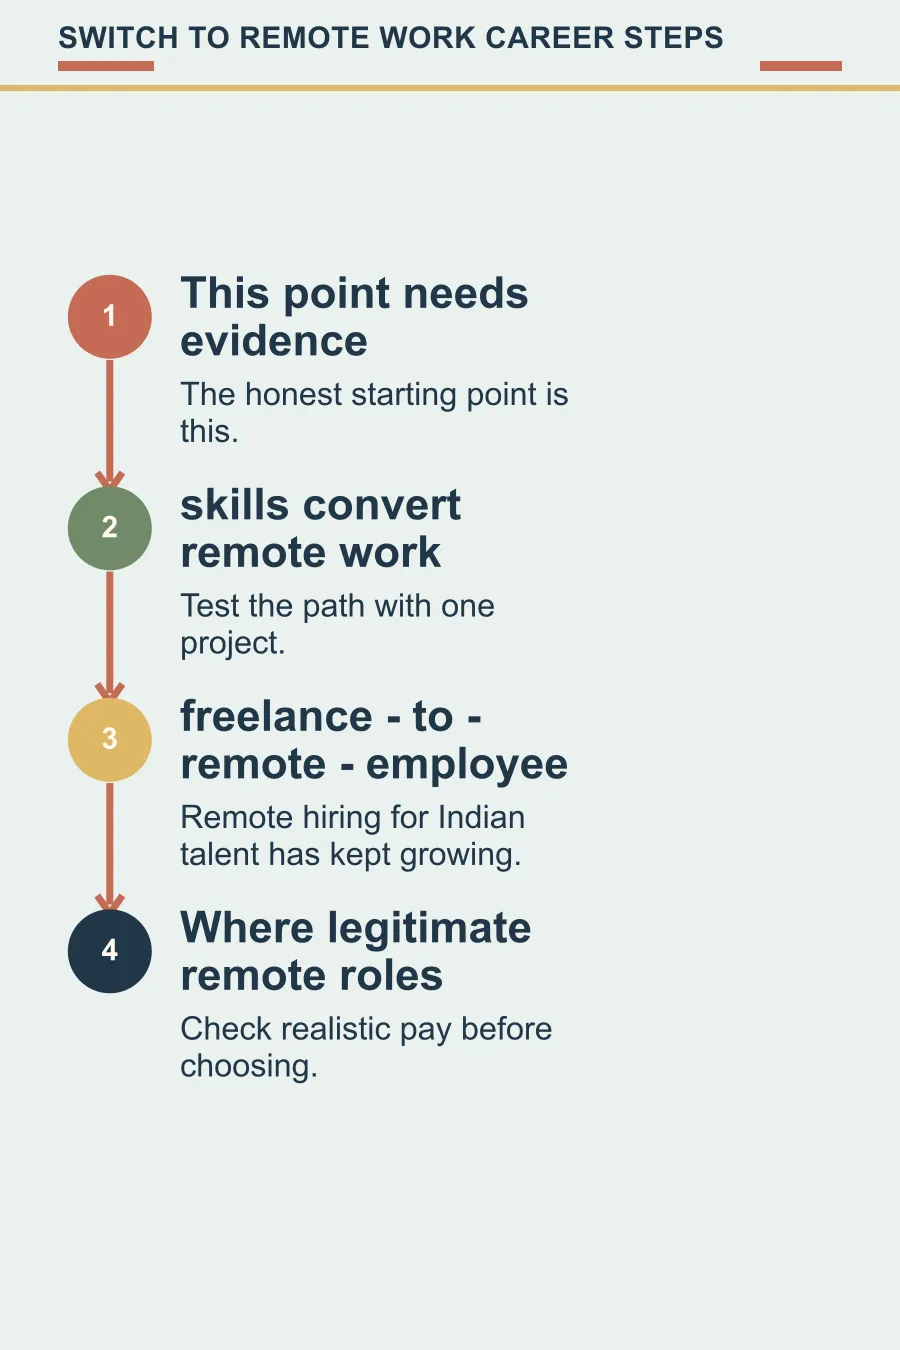 SWITCH TO REMOTE WORK CAREER STEPS
1
This point needs
evidence
The honest starting point is
this.
2
skills convert
remote work
Test the path with one
project.
3
freelance - to -
remote - employee
Remote hiring for Indian
talent has kept growing.
4
Where legitimate
remote roles
Check realistic pay before
choosing.